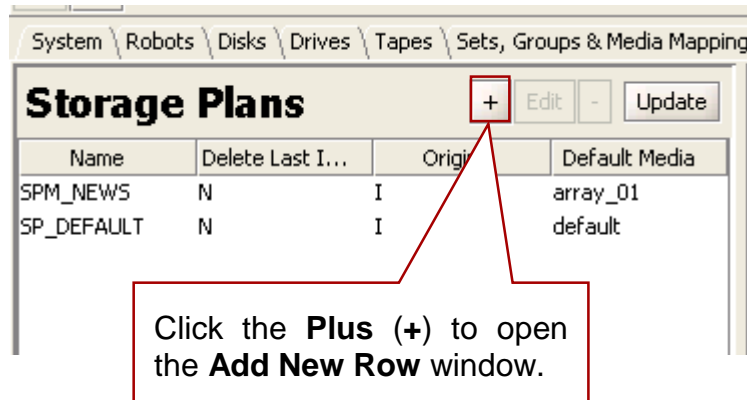 System Robots Disks Drives Tapes Sets, Groups & Media Mapping
Storage Plans + Edit - Update
Name Delete Last I... Origi Default Media
SPM_NEWS N I array_01
SP_DEFAULT N I default
Click the Plus (+) to open
the Add New Row window.